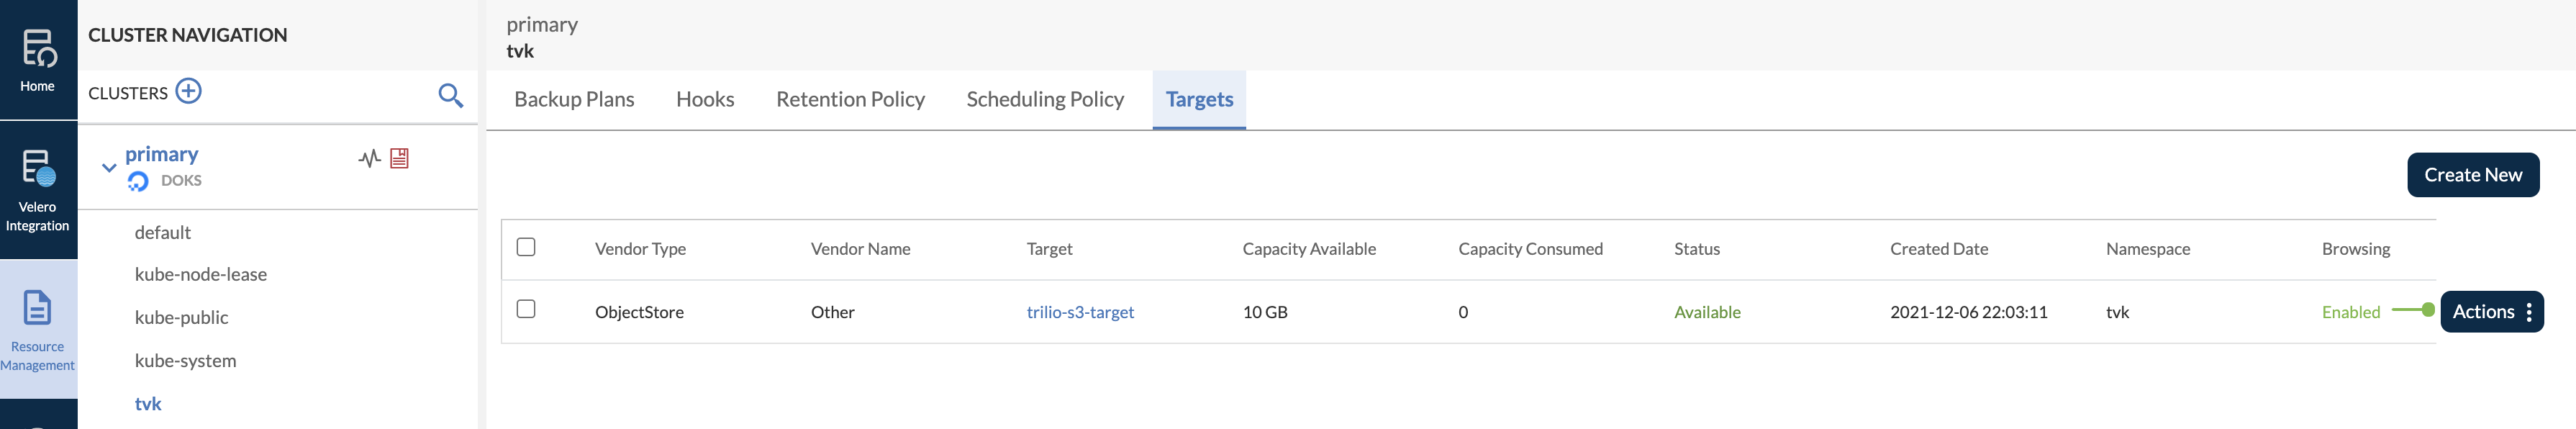 Home
Velero
Integration
Resource
Management
CLUSTER NAVIGATION
CLUSTERS
primary
DOKS
default
kube-node-lease
kube-public
kube-system
tvk
primary
tvk
Backup Plans Hooks Retention Policy Scheduling Policy Targets
Create New
Vendor Type Vendor Name Target Capacity Available Capacity Consumed Status Created Date Namespace Browsing
ObjectStore Other trilio-s3-target 10 GB 0 Available 2021-12-06 22:03:11 tvk Enabled Actions